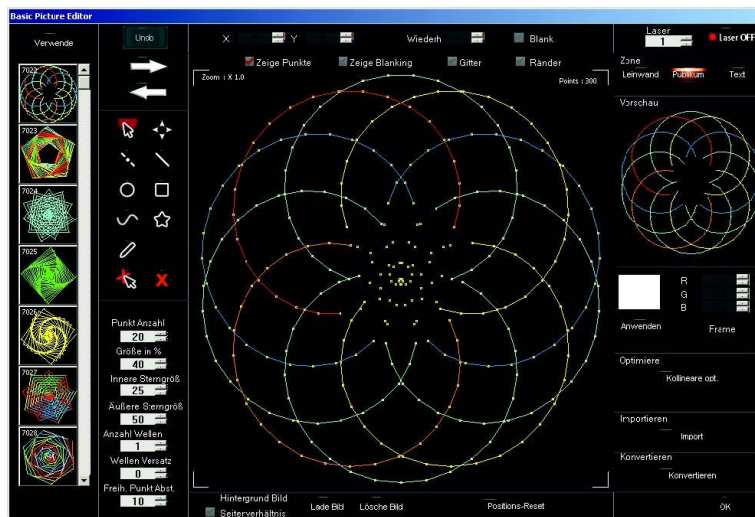 Basic Picture Editor
Verwende
7022
7023
7024
7025
7026
7027
7028
Undo
Punkt Anzahl
20
Größe in %
40
Innere Sterngröß
25
Äußere Sterngröß
50
Anzahl Wellen
1
Wellen Versatz
0
Freih. Punkt Abst.
10
X Y Wiederh Blank
Zeige Punkte Zeige Blanking Gitter Ränder
Zoom : X 1.0 Points : 300
Hintergrund Bild
Seitenverhältnis
Lade Bild Lösche Bild Positions-Reset
Laser
1
Laser OFF
Zone
Leinwand Publikum Text
Vorschau
R
G
B
Anwenden Frame
Optimiere
Kollineare opt.
Importieren
Import
Konvertieren
Konvertieren
OK